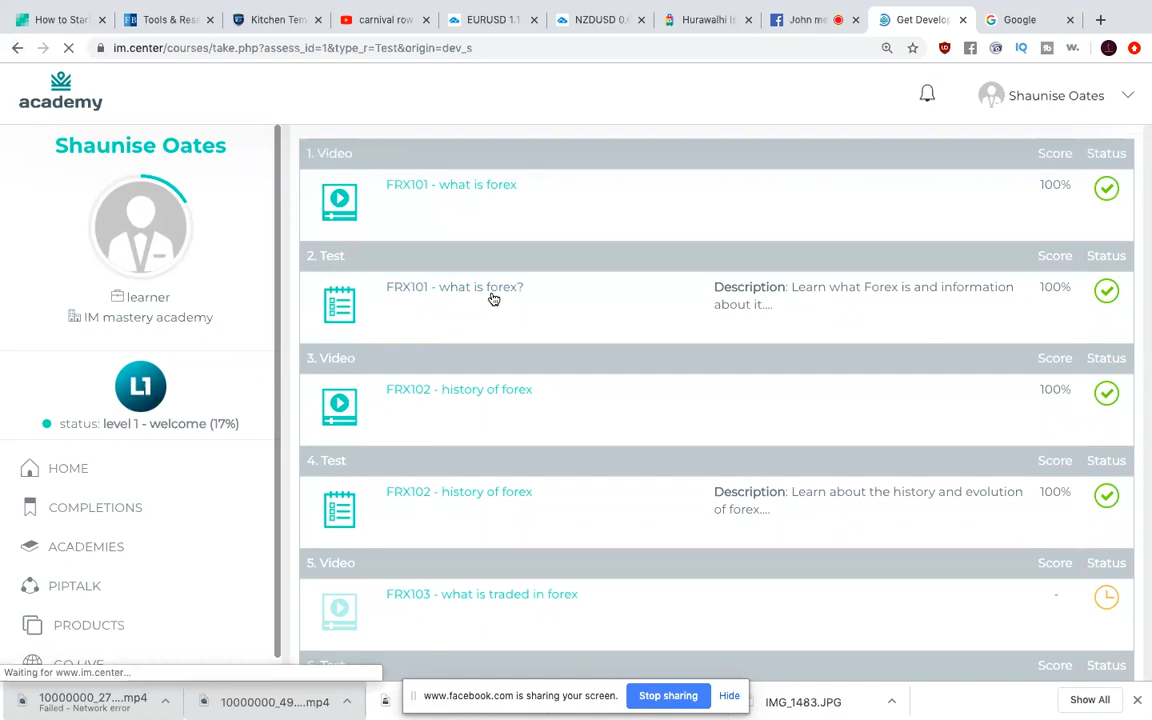 How to Star
Tools & Res
Kitchen Tem
carnival row
EURUSD 1.1
NZDUSD 0.6
Hurawalhi Is
John me
Get Develop
Google
im.center/courses/take.php?assess_id=1&type_r=Test&origin=dev_s
academy
Shaunise Oates
Shaunise Oates
learner
IM mastery academy
L1
status: level 1 - welcome (17%)
HOME
COMPLETIONS
ACADEMIES
PIPTALK
PRODUCTS
GO LIVE
1. Video Score Status
FRX101 - what is forex 100%
2. Test Score Status
FRX101 - what is forex? Description: Learn what Forex is and information 100%
about it....
3. Video Score Status
FRX102 - history of forex 100%
4. Test Score Status
FRX102 - history of forex Description: Learn about the history and evolution 100%
of forex....
5. Video Score Status
FRX103 - what is traded in forex -
6. Test Score Status
Waiting for www.im.center...
10000000_27....mp4
Failed - Network error
10000000_49....mp4
www.facebook.com is sharing your screen. Stop sharing Hide
IMG_1483.JPG
Show All